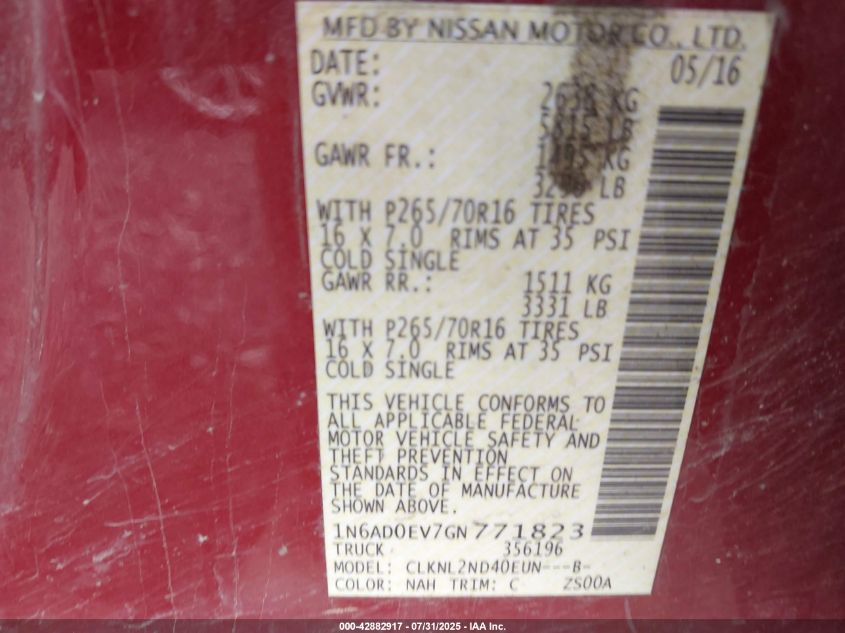 MFD BY NISSAN MOTOR CO., LTD.
DATE: 05/16
GVWR: KG
LB
GAWR FR.: KG
LB
WITH P265/70R16 TIRES
16 X 7.0 RIMS AT 35 PSI
COLD SINGLE
GAWR RR.: 1511 KG
3331 LB
WITH P265/70R16 TIRES
16 X 7.0 RIMS AT 35 PSI
COLD SINGLE
THIS VEHICLE CONFORMS TO
ALL APPLICABLE FEDERAL
MOTOR VEHICLE SAFETY AND
THEFT PREVENTION
STANDARDS IN EFFECT ON
THE DATE OF MANUFACTURE
SHOWN ABOVE.
1N6AD0EV7GN771823
TRUCK 356196
MODEL: CLKNL2ND40EUN---B-
COLOR: NAH TRIM: C ZS00A
000-42882917 - 07/31/2025 - IAA Inc.